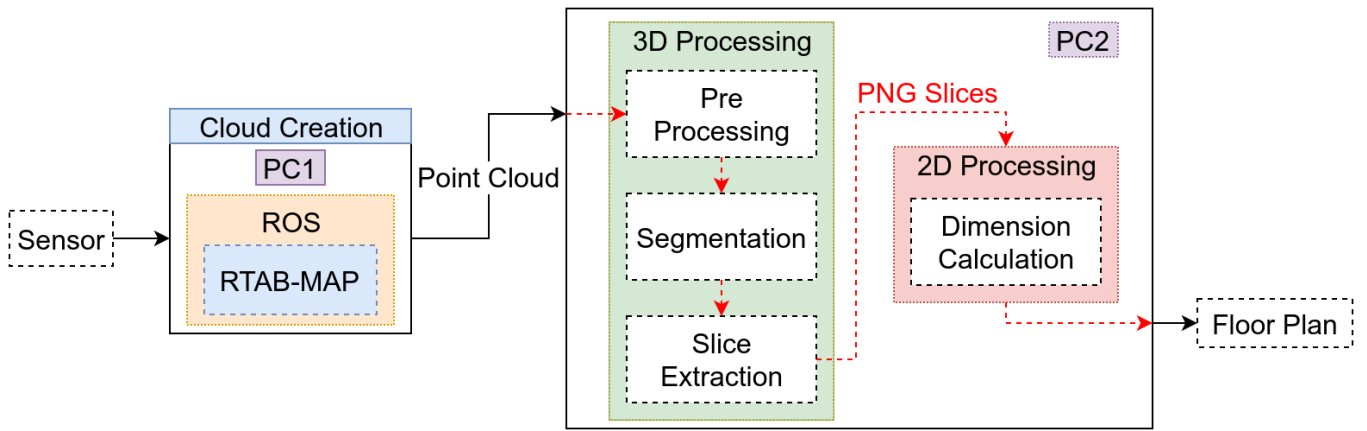 Sensor
Cloud Creation
PC1
ROS
RTAB-MAP
Point Cloud
3D Processing
Pre
Processing
Segmentation
Slice
Extraction
PNG Slices
PC2
2D Processing
Dimension
Calculation
Floor Plan